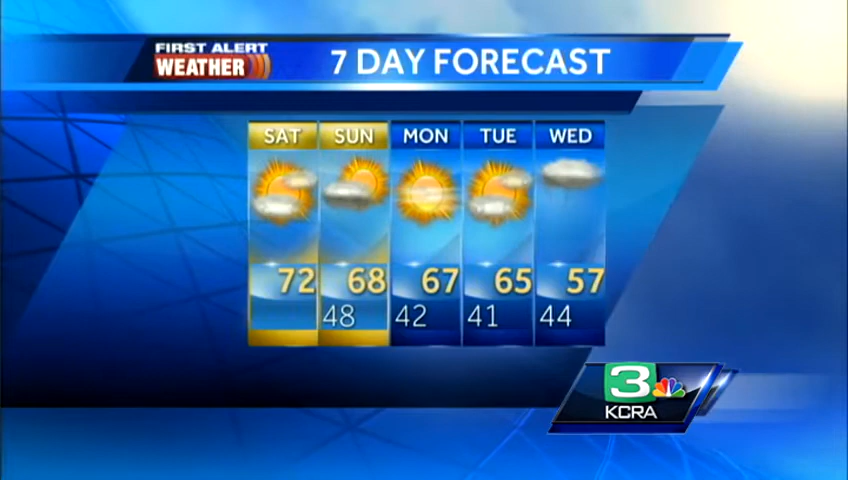 FIRST ALERT
WEATHER
7 DAY FORECAST
SAT SUN MON TUE WED
72 68 67 65 57
48 42 41 44
3
KCRA